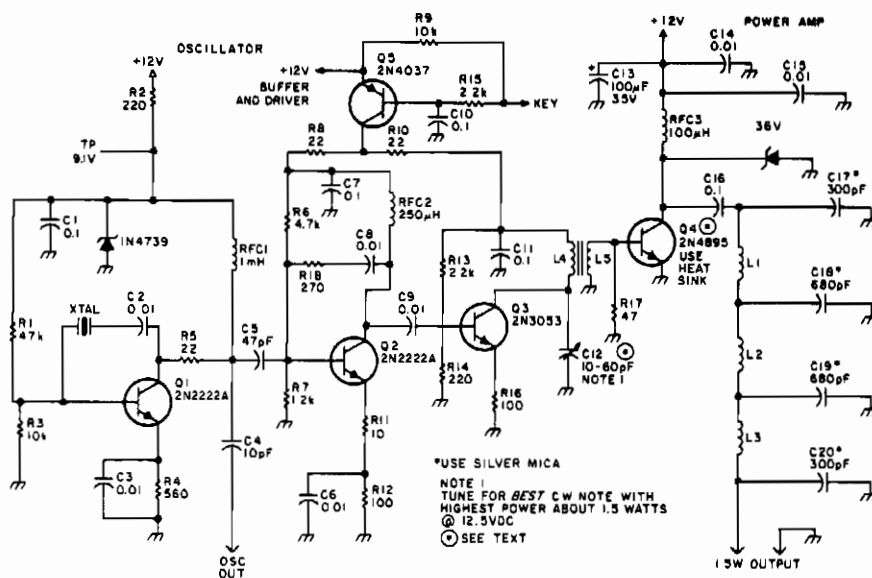 OSCILLATOR
+12V
R2
220
TP
9.1V
C1
0.1
1N4739
RFC1
1mH
R1
47k
XTAL
C2
0.01
R5
22
C5
47pF
Q1
2N2222A
R3
10k
C3
0.01
R4
560
C4
10pF
OSC
OUT
R9
10k
Q5
2N4037
+12V
BUFFER
AND DRIVER
R15
2.2k
C10
0.1
KEY
R8
22
R10
22
C7
0.1
RFC2
250µH
R6
4.7k
C8
0.01
R18
270
C9
0.01
Q2
2N2222A
R7
1.2k
R11
10
C6
0.01
R12
100
R13
2.2k
C11
0.1
L4
L5
Q3
2N3053
R14
220
R16
100
C12
10-60pF
NOTE 1
R17
47
POWER AMP
+12V
C14
0.01
C13
+
100µF
35V
C15
0.01
RFC3
100µH
36V
C16
0.1
C17*
300pF
Q4
2N4895
USE
HEAT
SINK
L1
C18*
680pF
L2
C19*
680pF
L3
C20*
300pF
1.5W OUTPUT
*USE SILVER MICA
NOTE 1
TUNE FOR BEST CW NOTE WITH
HIGHEST POWER ABOUT 1.5 WATTS
@ 12.5VDC
SEE TEXT